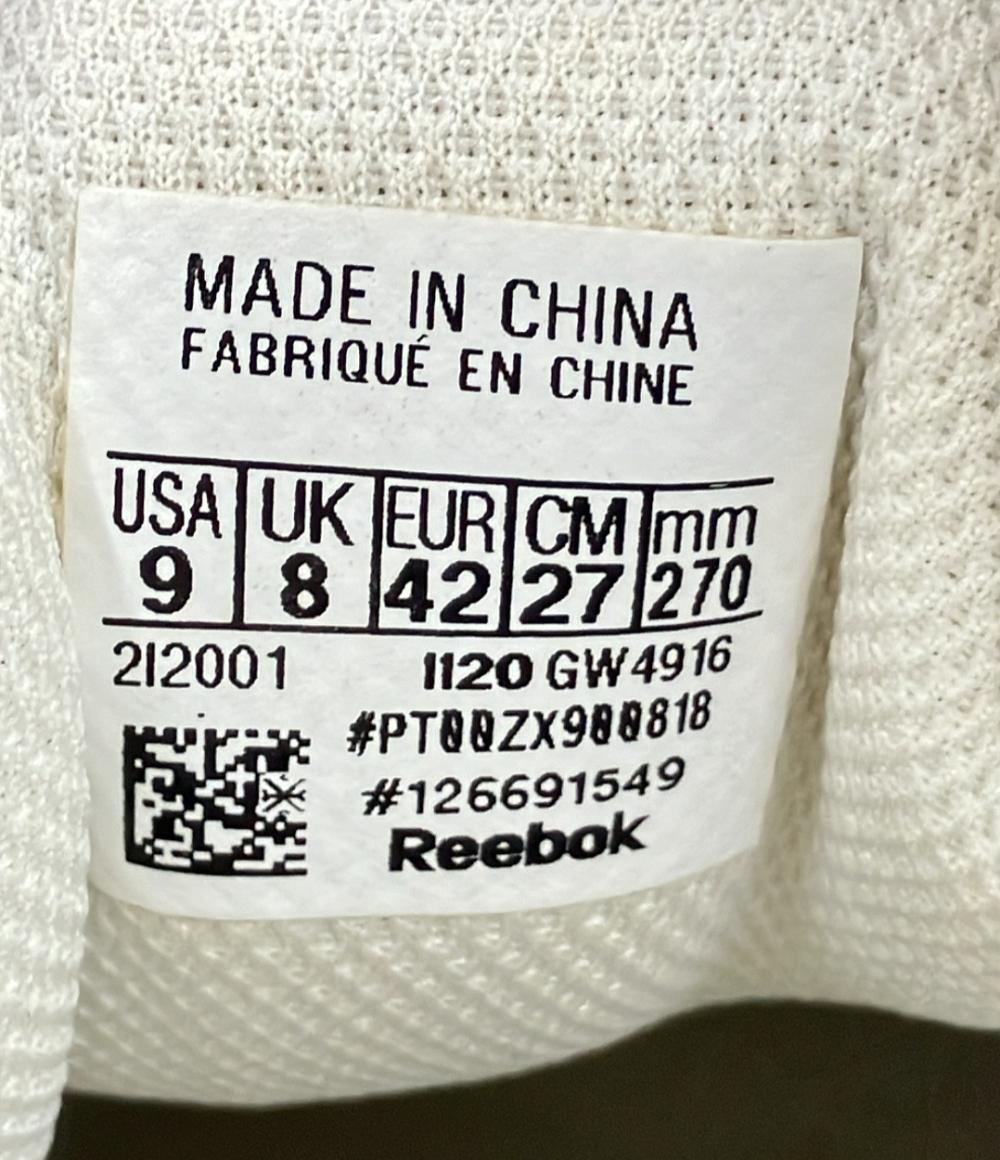 MADE IN CHINA
FABRIQUÉ EN CHINE
USA UK EUR CM mm
9 8 42 27 270
2I2001 1120 GW4916
#PT00ZX900818
#126691549
Reebok